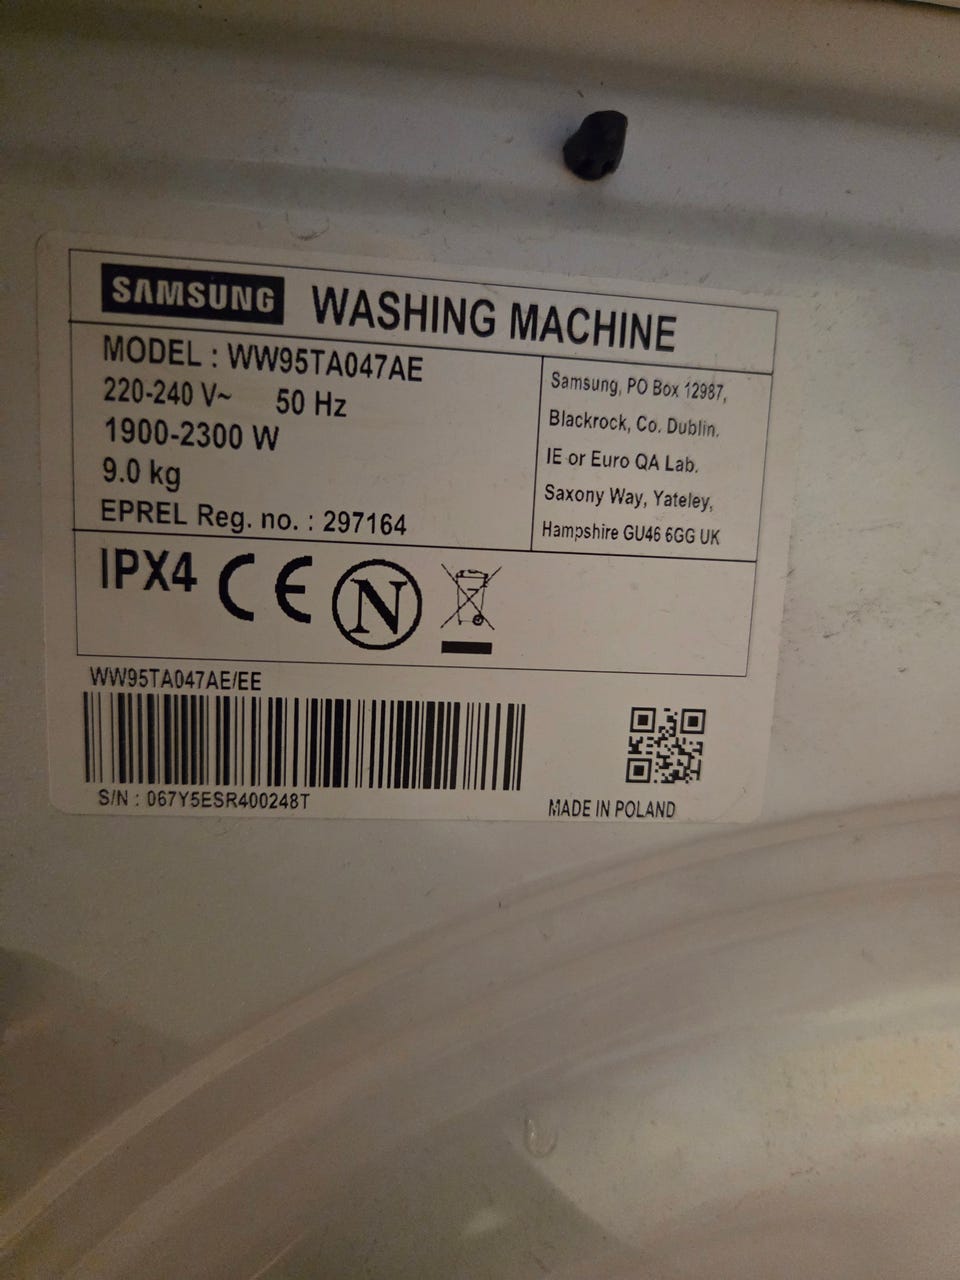 SAMSUNG WASHING MACHINE
MODEL : WW95TA047AE
220-240 V~ 50 Hz
1900-2300 W
9.0 kg
EPREL Reg. no. : 297164
Samsung, PO Box 12987,
Blackrock, Co. Dublin.
IE or Euro QA Lab.
Saxony Way, Yateley,
Hampshire GU46 6GG UK
IPX4 CE N
WW95TA047AE/EE
S/N : 067Y5ESR400248T
MADE IN POLAND